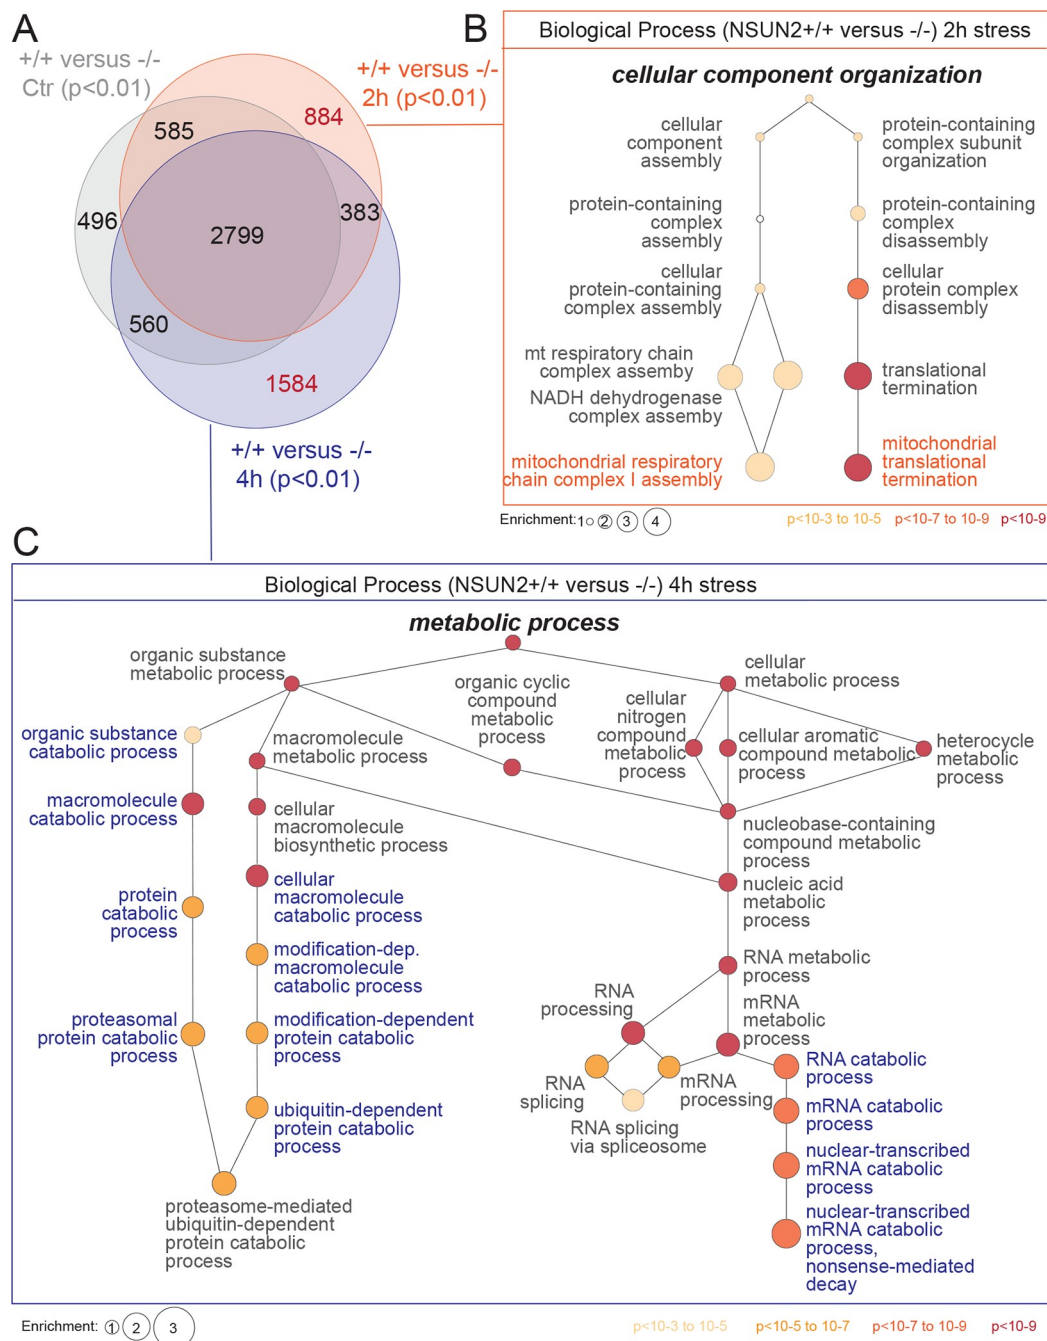 A
+/+ versus -/-
Ctr (p<0.01)
+/+ versus -/-
2h (p<0.01)
585
884
496
2799
383
560
1584
+/+ versus -/-
4h (p<0.01)
B
Biological Process (NSUN2+/+ versus -/-) 2h stress
cellular component organization
cellular
component
assembly
protein-containing
complex subunit
organization
protein-containing
complex
assembly
protein-containing
complex
disassembly
cellular
protein-containing
complex assembly
cellular
protein complex
disassembly
mt respiratory chain
complex assemby
NADH dehydrogenase
complex assemby
translational
termination
mitochondrial respiratory
chain complex I assembly
mitochondrial
translational
termination
Enrichment: 1 2 3 4
p<10-3 to 10-5 p<10-7 to 10-9 p<10-9
C
Biological Process (NSUN2+/+ versus -/-) 4h stress
metabolic process
organic substance
metabolic process
organic cyclic
compound
metabolic
process
cellular
metabolic process
cellular
nitrogen
compound
metabolic
process
organic substance
catabolic process
macromolecule
metabolic process
cellular aromatic
compound metabolic
process
heterocycle
metabolic
process
macromolecule
catabolic process
cellular
macromolecule
biosynthetic process
nucleobase-containing
compound metabolic
process
cellular
macromolecule
catabolic process
nucleic acid
metabolic
process
protein
catabolic
process
modification-dep.
macromolecule
catabolic process
RNA metabolic
process
RNA
processing
mRNA
metabolic
process
proteasomal
protein catabolic
process
modification-dependent
protein catabolic
process
RNA catabolic
process
RNA
splicing
mRNA
processing
mRNA catabolic
process
ubiquitin-dependent
protein catabolic
process
RNA splicing
via spliceosome
nuclear-transcribed
mRNA catabolic
process
proteasome-mediated
ubiquitin-dependent
protein catabolic
process
nuclear-transcribed
mRNA catabolic
process,
nonsense-mediated
decay
Enrichment: 1 2 3
p<10-3 to 10-5 p<10-5 to 10-7 p<10-7 to 10-9 p<10-9